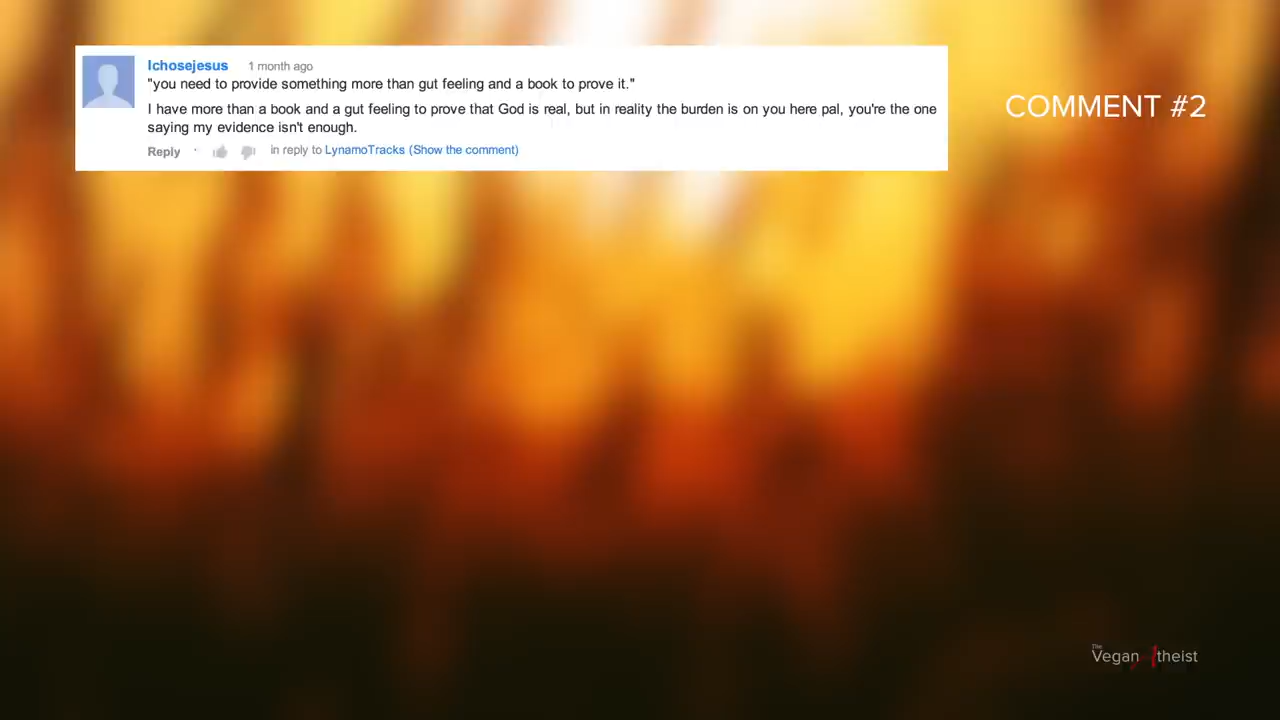 Ichosejesus 1 month ago
"you need to provide something more than gut feeling and a book to prove it."
I have more than a book and a gut feeling to prove that God is real, but in reality the burden is on you here pal, you're the one
saying my evidence isn't enough.
Reply · in reply to LynamoTracks (Show the comment)
COMMENT #2
The
Vegan Atheist